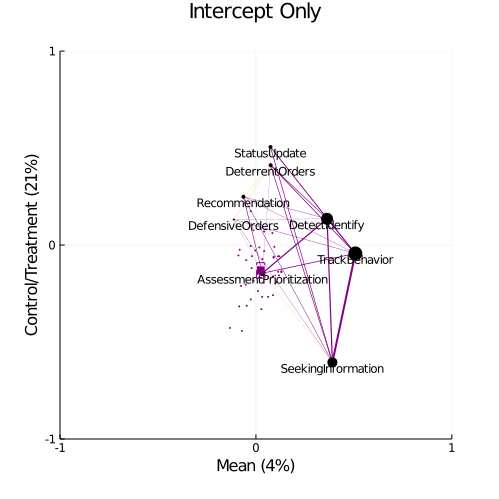 Intercept Only
1
StatusUpdate
DeterrentOrders
Recommendation
DefensiveOrders
DetectIdentify
Control/Treatment (21%)
0
TrackBehavior
AssessmentPrioritization
SeekingInformation
-1
-1
0
1
Mean (4%)